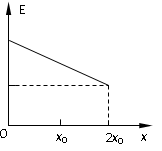 E
O x₀ 2x₀ x